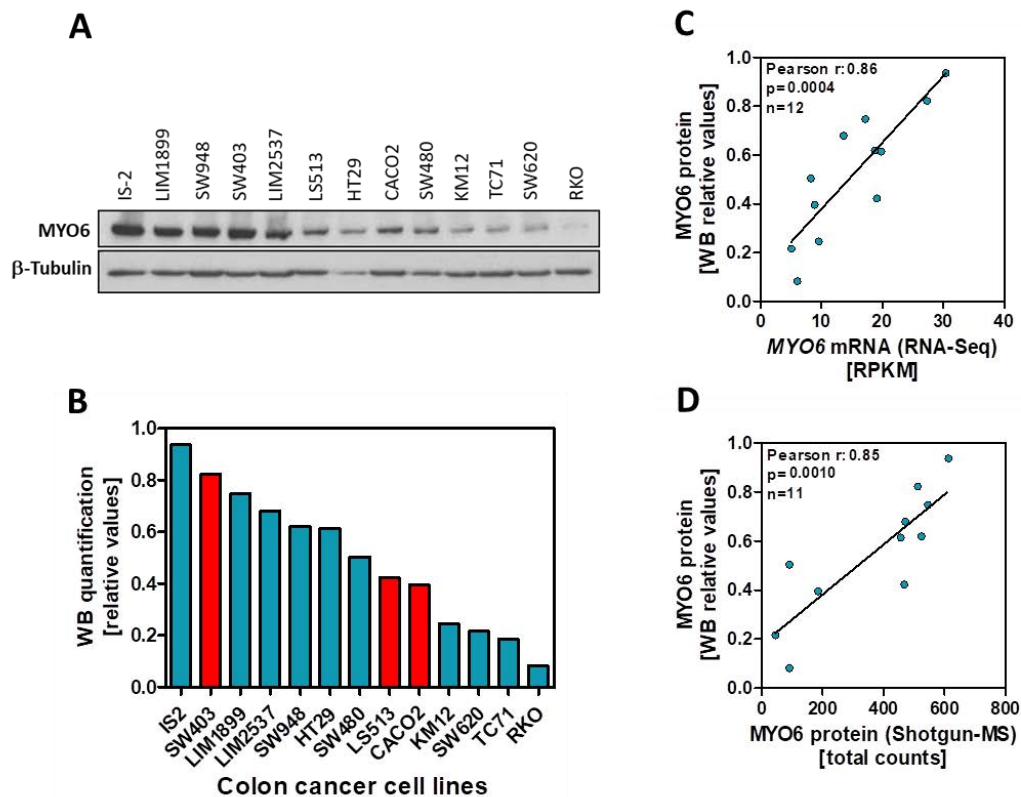 A
IS-2
LIM1899
SW948
SW403
LIM2537
LS513
HT29
CACO2
SW480
KM12
TC71
SW620
RKO
MYO6
β-Tubulin
B
WB quantification
[relative values]
1.0
0.8
0.6
0.4
0.2
0.0
IS2
SW403
LIM1899
LIM2537
SW948
HT29
SW480
LS513
CACO2
KM12
SW620
TC71
RKO
Colon cancer cell lines
C
MYO6 protein
[WB relative values]
1.0
0.8
0.6
0.4
0.2
0.0
Pearson r:0.86
p=0.0004
n=12
0 10 20 30 40
MYO6 mRNA (RNA-Seq)
[RPKM]
D
MYO6 protein
[WB relative values]
1.0
0.8
0.6
0.4
0.2
0.0
Pearson r:0.85
p=0.0010
n=11
0 200 400 600 800
MYO6 protein (Shotgun-MS)
[total counts]